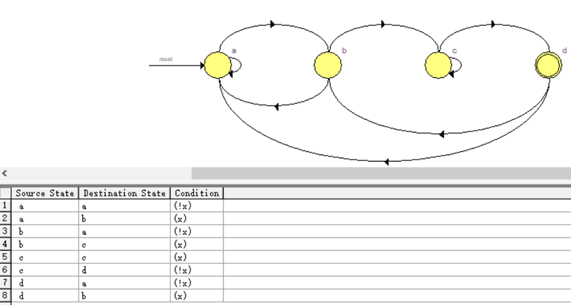 a b c d
reset
Source State Destination State Condition
1 a a (!x)
2 a b (x)
3 b a (!x)
4 b c (x)
5 c c (x)
6 c d (!x)
7 d a (!x)
8 d b (x)